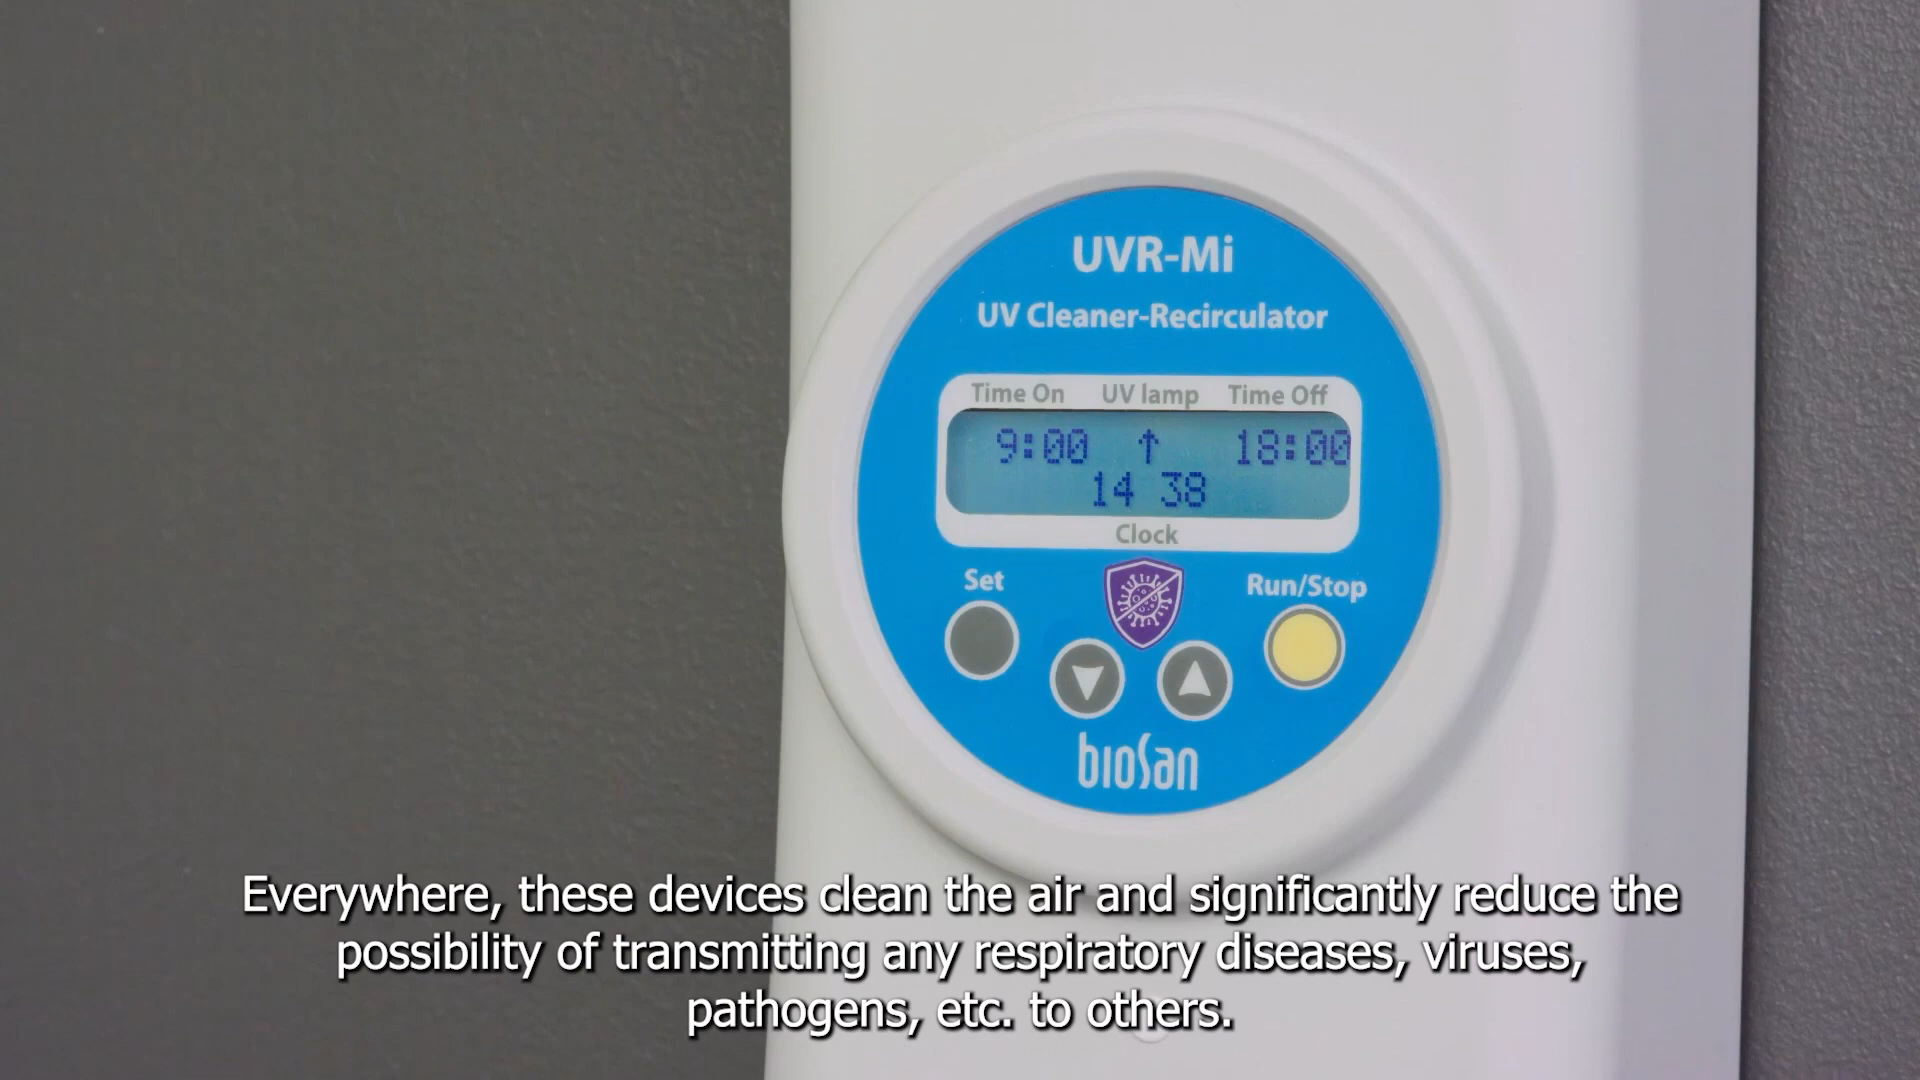 UVR-Mi
UV Cleaner-Recirculator
Time On UV lamp Time Off
9:00 ↑ 18:00
14 38
Clock
Set
Run/Stop
bioSan
Everywhere, these devices clean the air and significantly reduce the
possibility of transmitting any respiratory diseases, viruses,
pathogens, etc. to others.